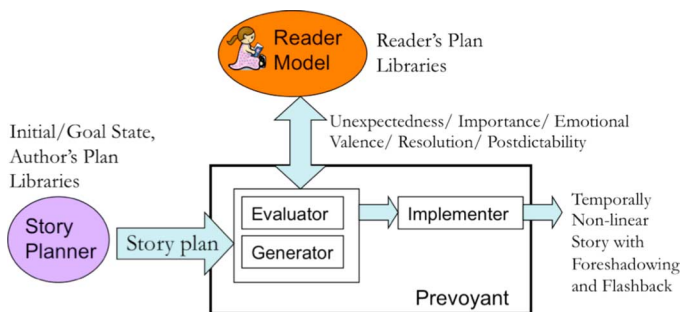 Reader
Model
Reader's Plan
Libraries
Unexpectedness/ Importance/ Emotional
Valence/ Resolution/ Postdictability
Initial/Goal State,
Author's Plan
Libraries
Story
Planner
Story plan
Evaluator
Generator
Implementer
Prevoyant
Temporally
Non-linear
Story with
Foreshadowing
and Flashback